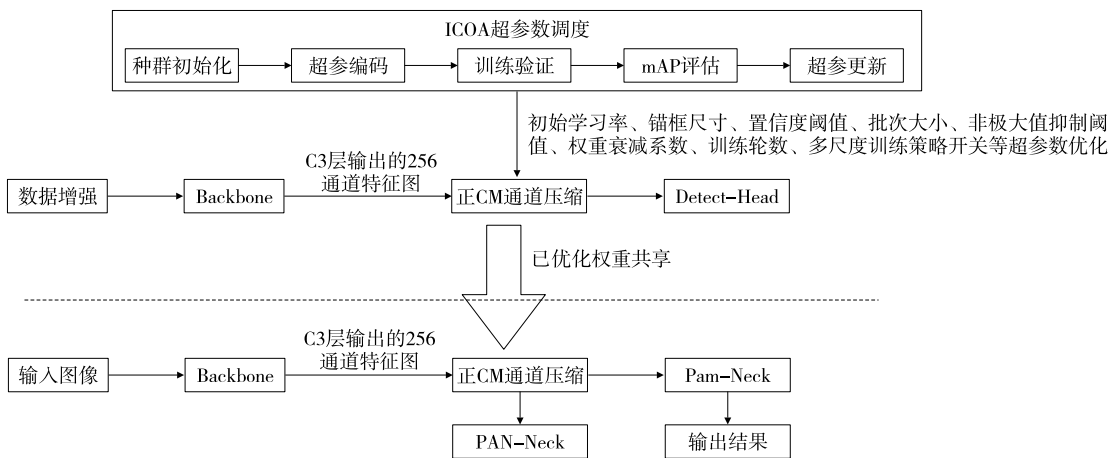 ICOA超参数调度
种群初始化
超参编码
训练验证
mAP评估
超参更新
初始学习率、锚框尺寸、置信度阈值、批次大小、非极大值抑制阈
值、权重衰减系数、训练轮数、多尺度训练策略开关等超参数优化
C3层输出的256
通道特征图
数据增强
Backbone
正CM通道压缩
Detect-Head
已优化权重共享
C3层输出的256
通道特征图
输入图像
Backbone
正CM通道压缩
Pam-Neck
PAN-Neck
输出结果